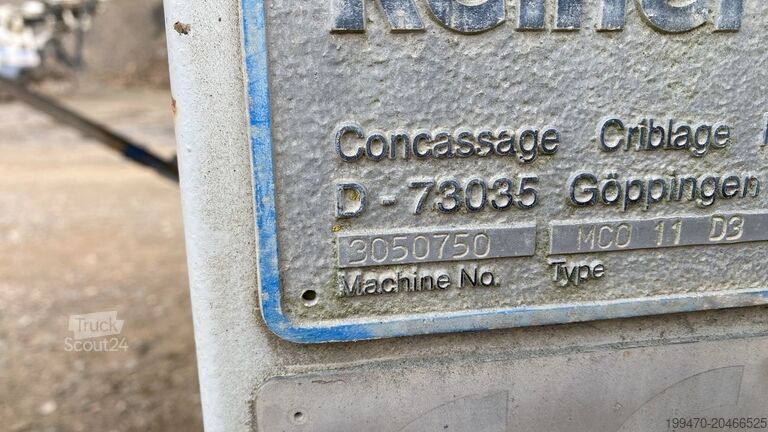 Concassage Criblage
D - 73035 Göppingen
3050750 MCO 11 D3
Machine No. Type
Truck
Scout24
199470-20466525